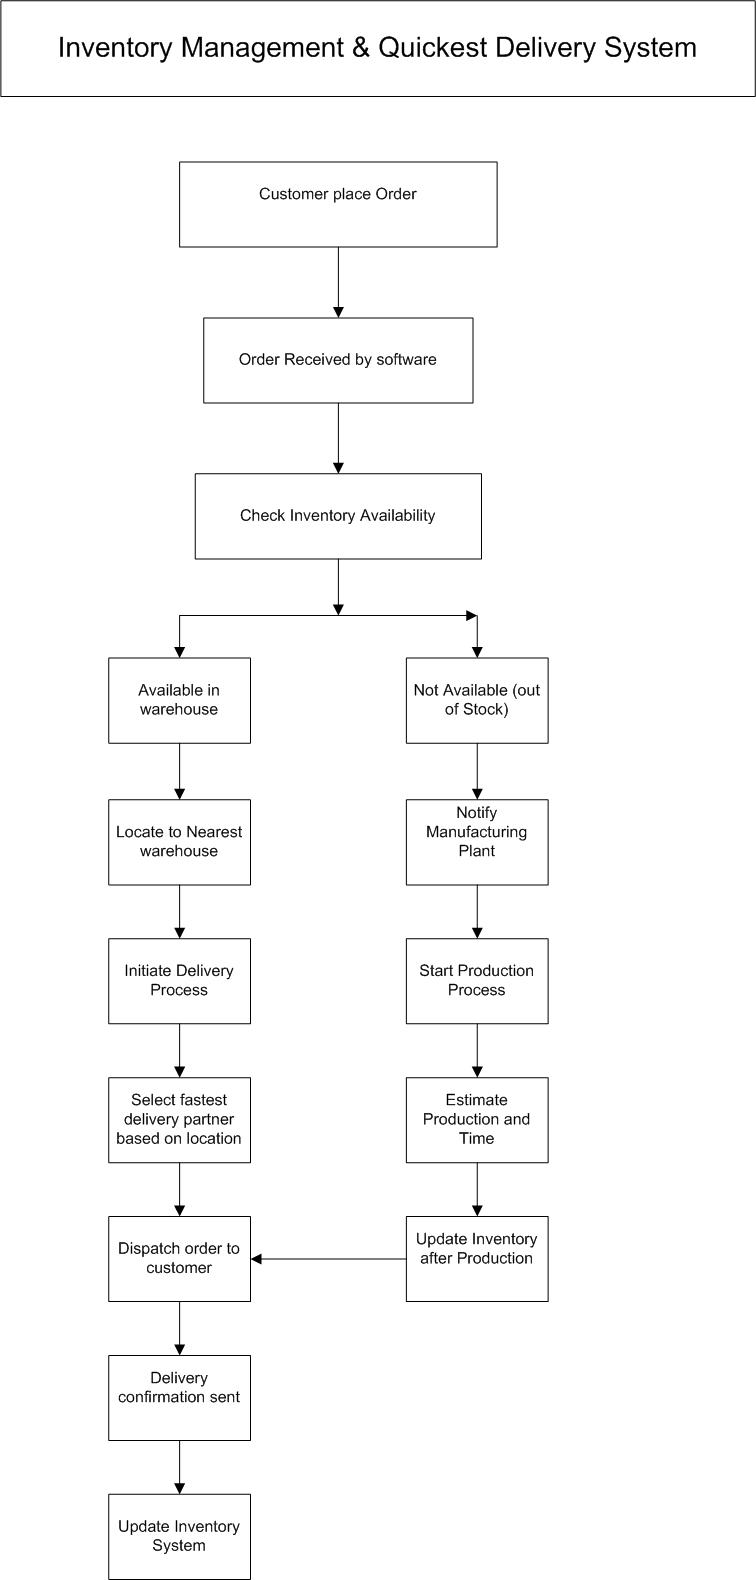 Inventory Management & Quickest Delivery System
Customer place Order
Order Received by software
Check Inventory Availability
Available in
warehouse
Not Available (out
of Stock)
Locate to Nearest
warehouse
Notify
Manufacturing
Plant
Initiate Delivery
Process
Start Production
Process
Select fastest
delivery partner
based on location
Estimate
Production and
Time
Dispatch order to
customer
Update Inventory
after Production
Delivery
confirmation sent
Update Inventory
System